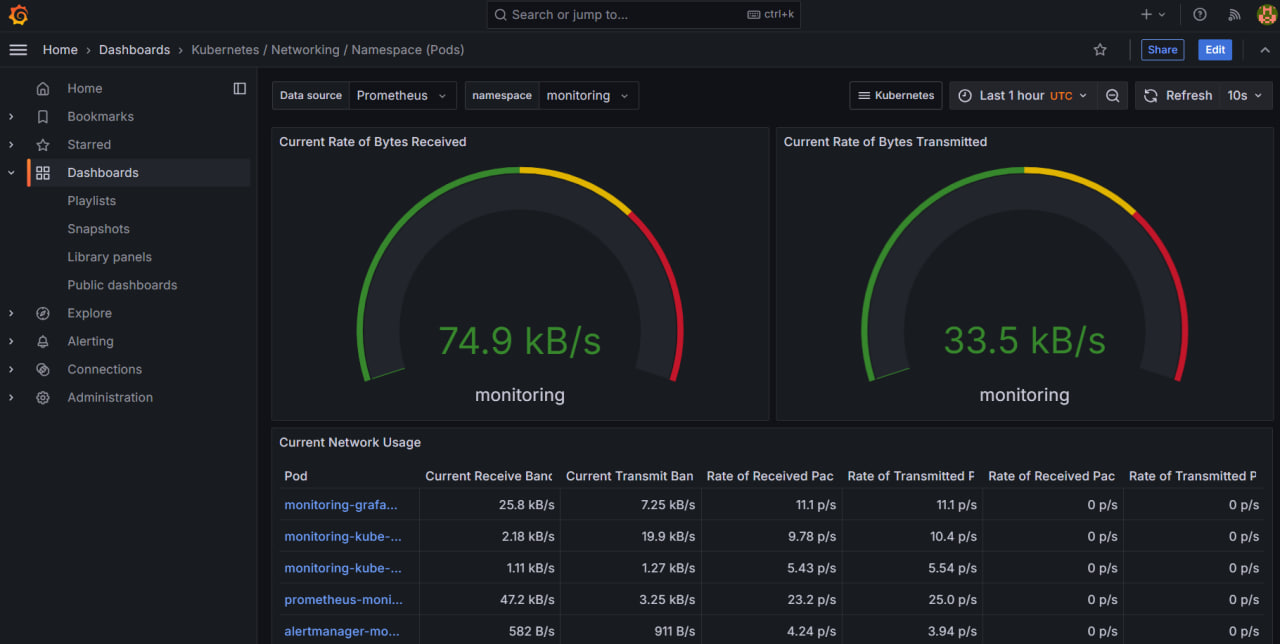 Search or jump to... ctrl+k
Home › Dashboards › Kubernetes / Networking / Namespace (Pods) Share Edit
Home
Bookmarks
Starred
Dashboards
Playlists
Snapshots
Library panels
Public dashboards
Explore
Alerting
Connections
Administration
Data source Prometheus namespace monitoring Kubernetes Last 1 hour UTC Refresh 10s
Current Rate of Bytes Received
74.9 kB/s
monitoring
Current Rate of Bytes Transmitted
33.5 kB/s
monitoring
Current Network Usage
Pod Current Receive Banc Current Transmit Ban Rate of Received Pac Rate of Transmitted P Rate of Received Pac Rate of Transmitted P
monitoring-grafa... 25.8 kB/s 7.25 kB/s 11.1 p/s 11.1 p/s 0 p/s 0 p/s
monitoring-kube-... 2.18 kB/s 19.9 kB/s 9.78 p/s 10.4 p/s 0 p/s 0 p/s
monitoring-kube-... 1.11 kB/s 1.27 kB/s 5.43 p/s 5.54 p/s 0 p/s 0 p/s
prometheus-moni... 47.2 kB/s 3.25 kB/s 23.2 p/s 25.0 p/s 0 p/s 0 p/s
alertmanager-mo... 582 B/s 911 B/s 4.24 p/s 3.94 p/s 0 p/s 0 p/s